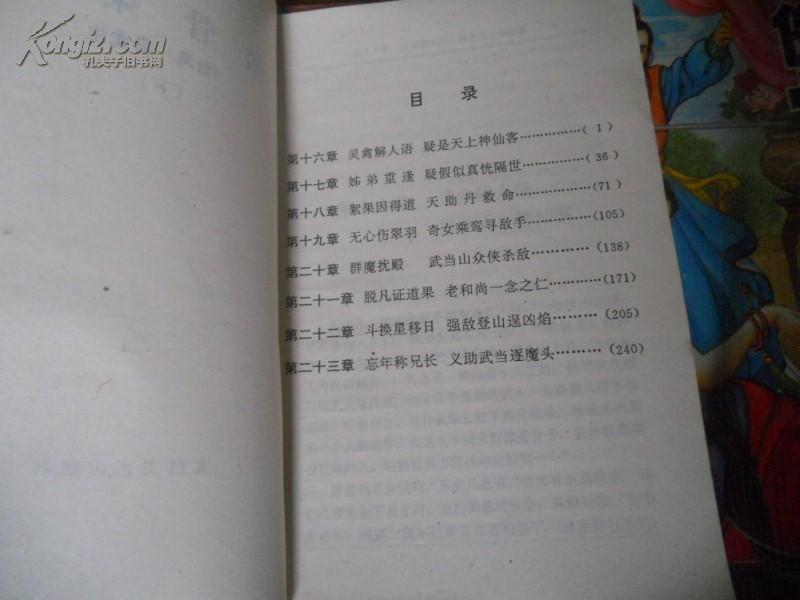 Kongfz.com
孔夫子旧书网
目 录
第十六章 灵禽解人语 疑是天上神仙客……………( 1 )
第十七章 姊弟重逢 疑假似真恍隔世……………( 36 )
第十八章 絮果因得道 天助丹救命……………(71)
第十九章 无心伤翠羽 奇女乘鸾寻敌手…………(105)
第二十章 群魔扰殿 武当山众侠杀敌…………(138)
第二十一章 脱凡证道果 老和尚一念之仁…………(171)
第二十二章 斗换星移日 强敌登山逞凶焰………(205)
第二十三章 忘年称兄长 义助武当逐魔头………(240)